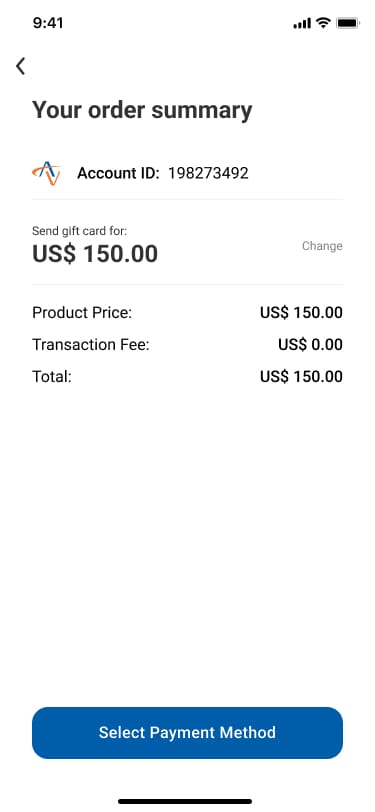 9:41
Your order summary
Account ID: 198273492
Send gift card for:
US$ 150.00
Change
Product Price: US$ 150.00
Transaction Fee: US$ 0.00
Total: US$ 150.00
Select Payment Method